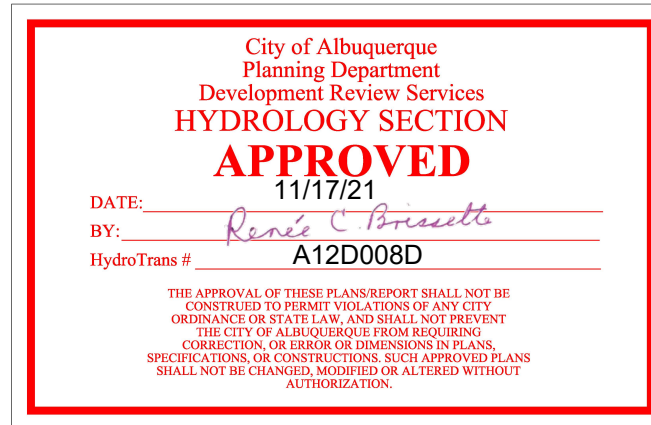 City of Albuquerque
Planning Department
Development Review Services
HYDROLOGY SECTION
APPROVED
DATE: 11/17/21
BY: Renée C. Brissette
HydroTrans # A12D008D
THE APPROVAL OF THESE PLANS/REPORT SHALL NOT BE
CONSTRUED TO PERMIT VIOLATIONS OF ANY CITY
ORDINANCE OR STATE LAW, AND SHALL NOT PREVENT
THE CITY OF ALBUQUERQUE FROM REQUIRING
CORRECTION, OR ERROR OR DIMENSIONS IN PLANS,
SPECIFICATIONS, OR CONSTRUCTIONS. SUCH APPROVED PLANS
SHALL NOT BE CHANGED, MODIFIED OR ALTERED WITHOUT
AUTHORIZATION.